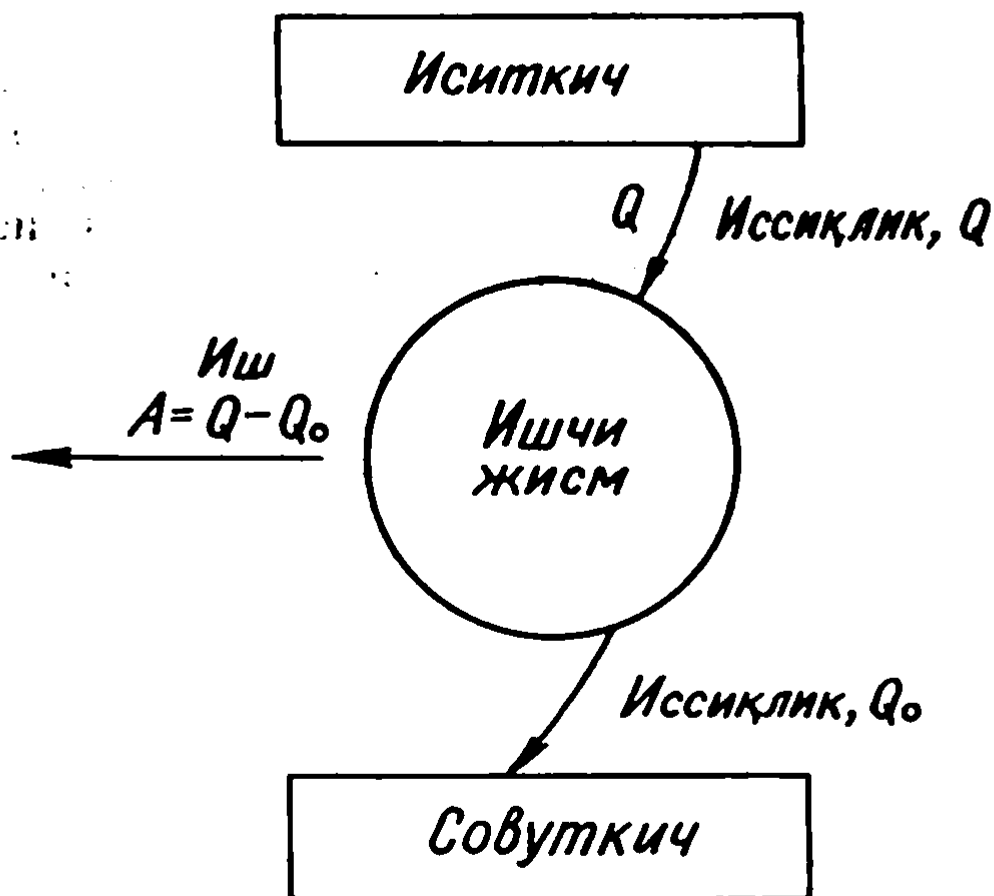 Иситкич
Q
Иссиқлик, Q
Иш
A = Q - Q₀
Ишчи
жисм
Иссиқлик, Q₀
Совуткич